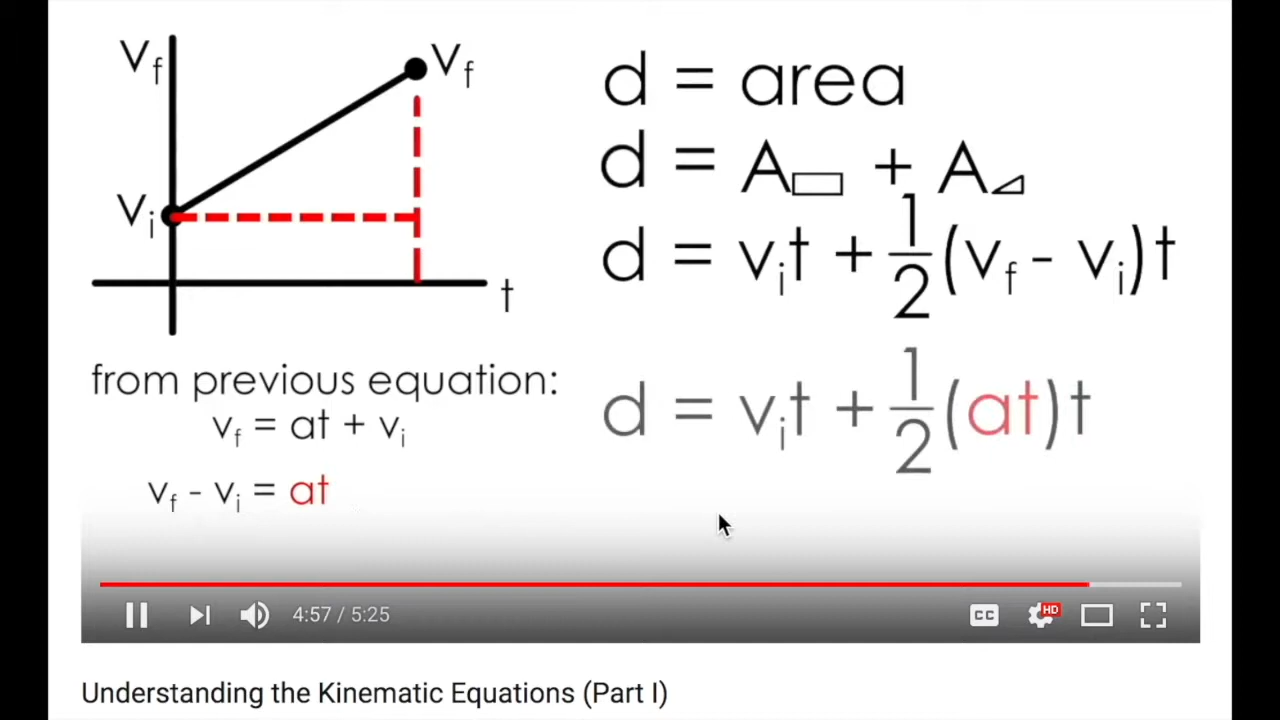 Vf
Vf
Vi
t
d = area
d = A▭ + A⊿
d = vᵢt + 1/2(vf - vᵢ)t
from previous equation:
vf = at + vᵢ
vf - vᵢ = at
d = vᵢt + 1/2(at)t
4:57 / 5:25
CC
HD
Understanding the Kinematic Equations (Part I)